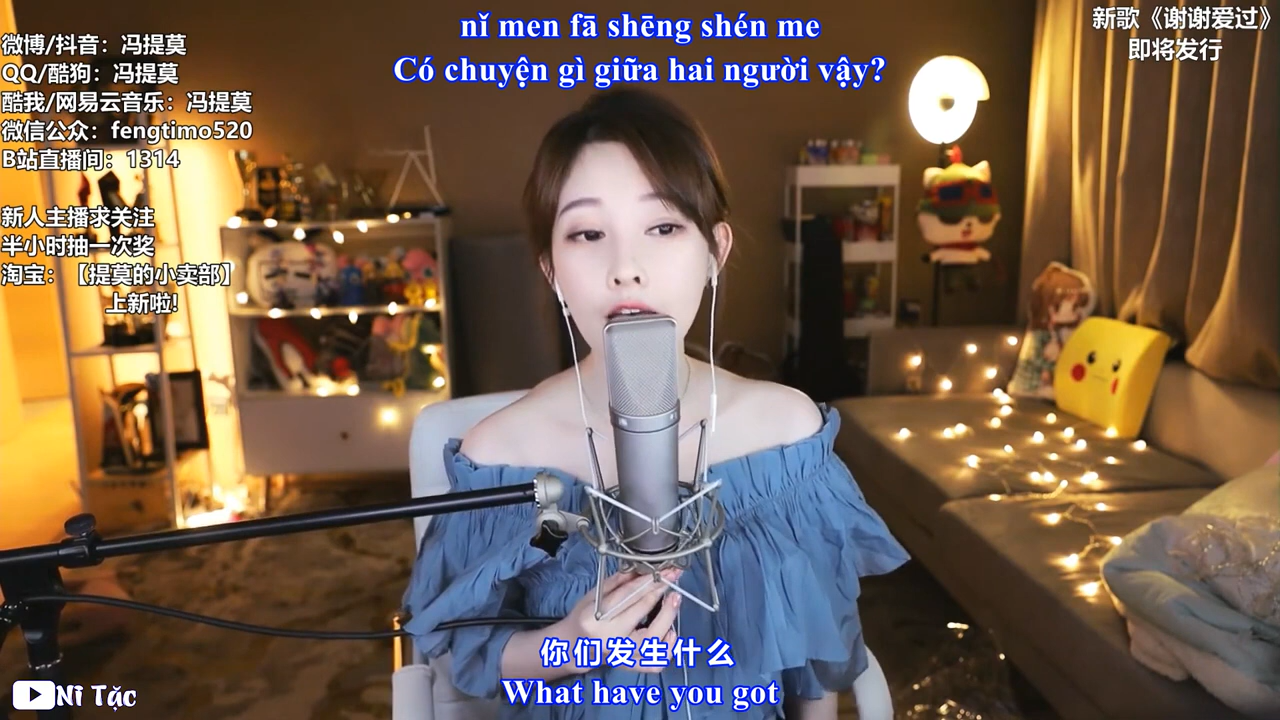 nǐ men fā shēng shén me
Có chuyện gì giữa hai người vậy?
微博/抖音：冯提莫
QQ/酷狗：冯提莫
酷我/网易云音乐：冯提莫
微信公众：fengtimo520
B站直播间：1314
新人主播求关注
半小时抽一次奖
淘宝：【提莫的小卖部】
上新啦!
新歌《谢谢爱过》
即将发行
你们发生什么
What have you got
Ni Tặc